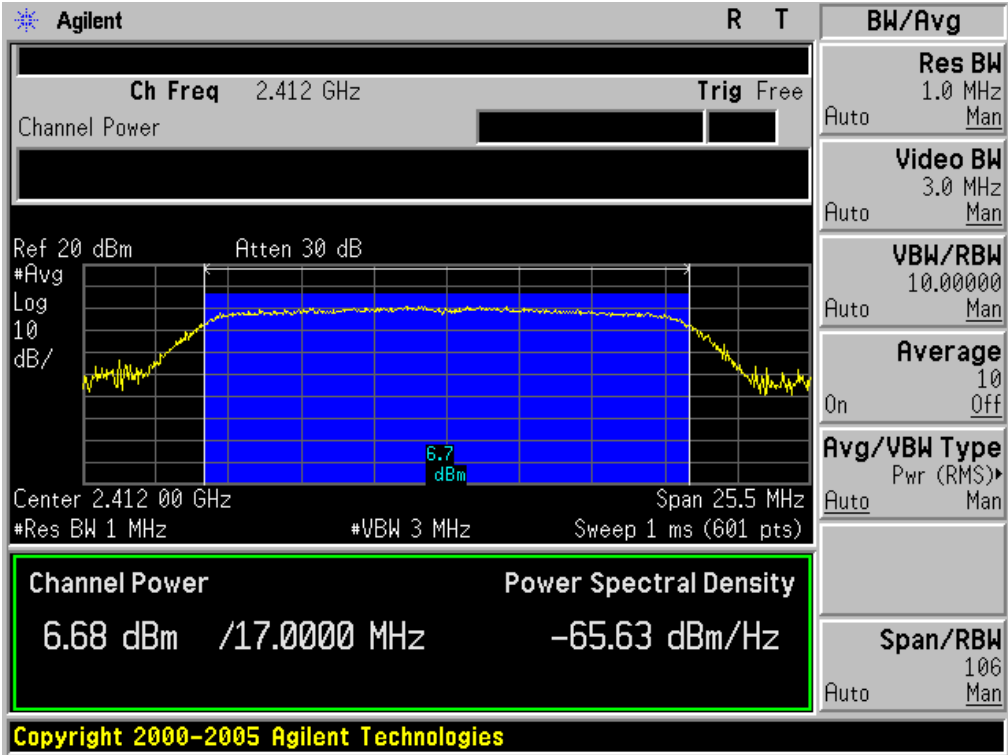 Agilent R T
Ch Freq 2.412 GHz Trig Free
Channel Power
Ref 20 dBm Atten 30 dB
#Avg
Log
10
dB/
6.7
dBm
Center 2.412 00 GHz Span 25.5 MHz
#Res BW 1 MHz #VBW 3 MHz Sweep 1 ms (601 pts)
Channel Power Power Spectral Density
6.68 dBm /17.0000 MHz -65.63 dBm/Hz
Copyright 2000-2005 Agilent Technologies
BW/Avg
Res BW
1.0 MHz
Auto Man
Video BW
3.0 MHz
Auto Man
VBW/RBW
10.00000
Auto Man
Average
10
On Off
Avg/VBW Type
Pwr (RMS)▸
Auto Man
Span/RBW
106
Auto Man